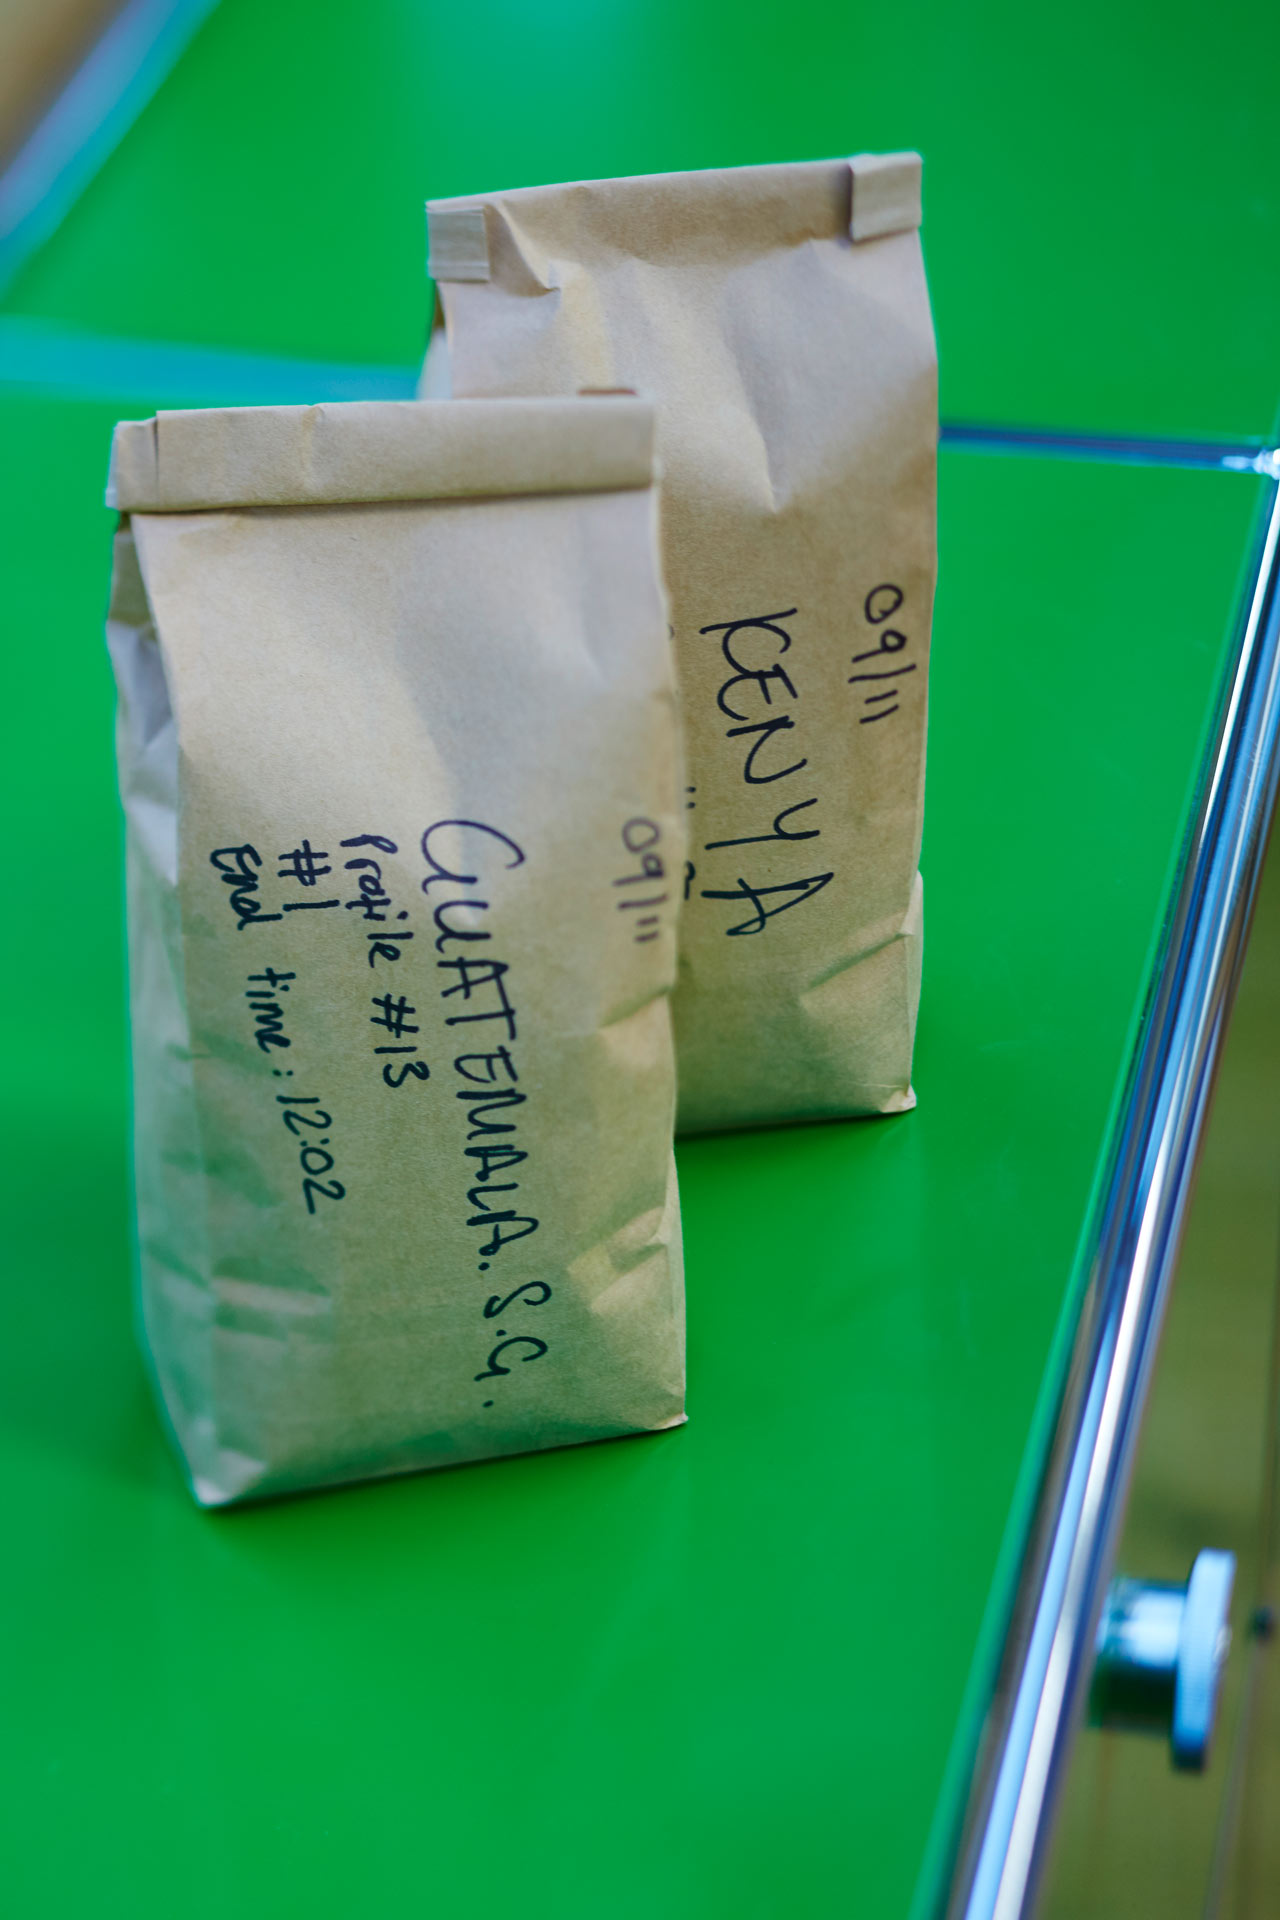 09/11
GUATEMALA. S.G.
Profile #13
#1
End time: 12:02
09/11
KENYA